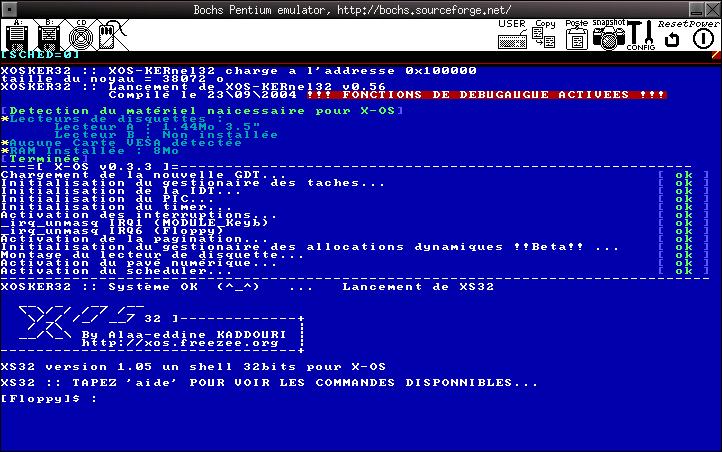 Bochs Pentium emulator, http://bochs.sourceforge.net/
A: B: CD USER Copy Poste snapshot CONFIG Reset Power
[SCHED=0]
XOSKER32 :: XOS-KERnel32 charge a l'addresse 0x100000
taille du noyau = 38072 o
XOSKER32 :: Lancement de XOS-KERnel32 v0.56
Compilé le 23\09\2004 !!! FONCTIONS DE DEBUGAUGUE ACTIVEES !!!
[Detection du matériel naicessaire pour X-OS]
*Lecteurs de disquettes :
Lecteur A : 1.44Mo 3.5"
Lecteur B : Non installée
*Aucune Carte VESA détectée
*RAM Installée : 8Mo
[Terminée]
----=[ X-OS v0.3.3 ]=----
Chargement de la nouvelle GDT... [ ok ]
Initialisation du gestionaire des taches... [ ok ]
Initialisation de la IDT... [ ok ]
Initialisation du PIC... [ ok ]
Initialisation du timer... [ ok ]
Activation des interruptions... [ ok ]
_irq_unmasq IRQ1 (MODULE_Keyb) [ ok ]
_irq_unmasq IRQ6 (Floppy) [ ok ]
Activation de la pagination... [ ok ]
Initialisation du gestionaire des allocations dynamiques !!Beta!! ... [ ok ]
Montage du lecteur de disquette... [ ok ]
Activation du pavé numérique... [ ok ]
Activation du scheduler... [ ok ]
XOSKER32 :: Système OK (^_^) ... Lancement de XS32
32 ]--------------+
By Alaa-eddine KADDOURI
http://xos.freezee.org
XS32 version 1.05 un shell 32bits pour X-OS
XS32 :: TAPEZ 'aide' POUR VOIR LES COMMANDES DISPONNIBLES...
[Floppy]$ :